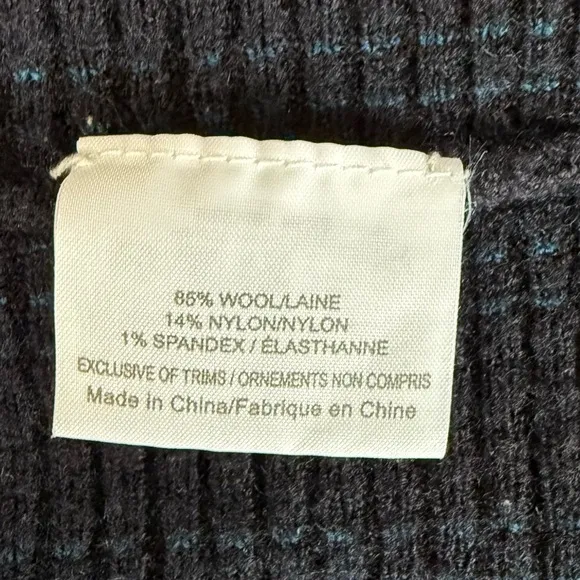 85% WOOL/LAINE
14% NYLON/NYLON
1% SPANDEX / ÉLASTHANNE
EXCLUSIVE OF TRIMS / ORNEMENTS NON COMPRIS
Made in China/Fabrique en Chine